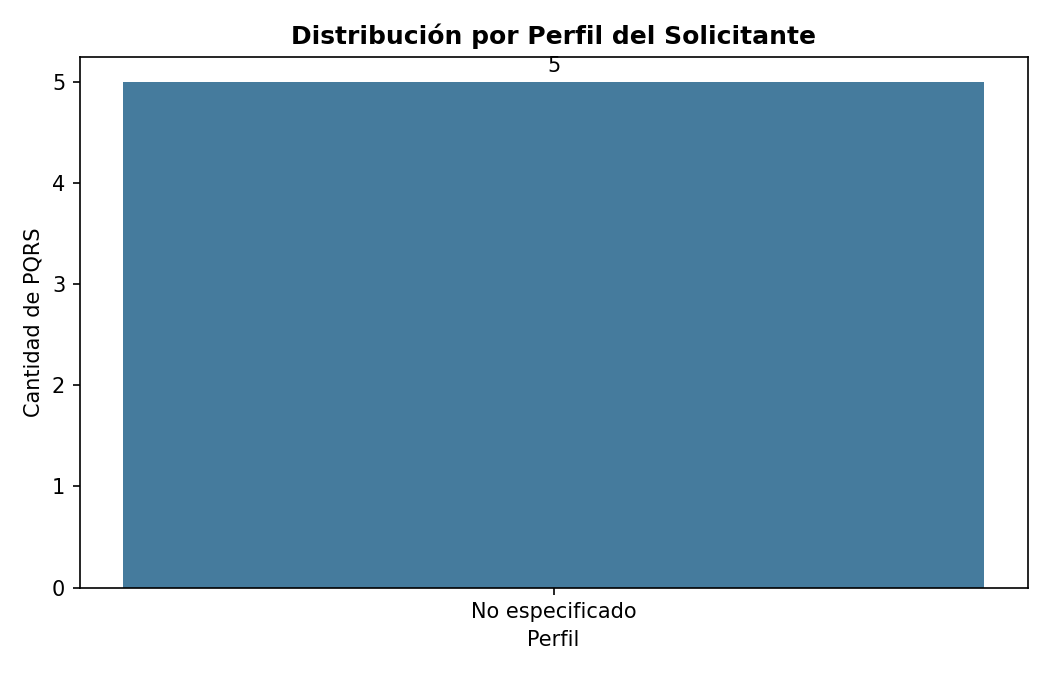 Distribución por Perfil del Solicitante
5
5
4
3
2
1
0
Cantidad de PQRS
No especificado
Perfil